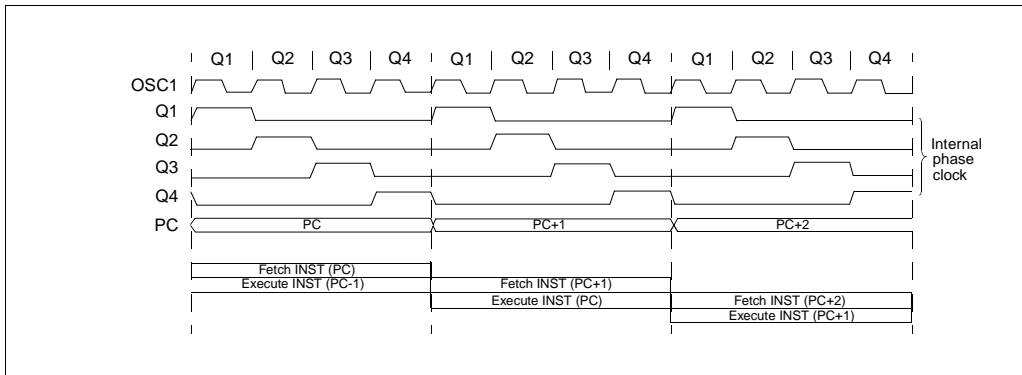 Q1 Q2 Q3 Q4 Q1 Q2 Q3 Q4 Q1 Q2 Q3 Q4
OSC1
Q1
Q2
Q3
Q4
PC PC PC+1 PC+2
Internal
phase
clock
Fetch INST (PC)
Execute INST (PC-1) Fetch INST (PC+1)
Execute INST (PC) Fetch INST (PC+2)
Execute INST (PC+1)